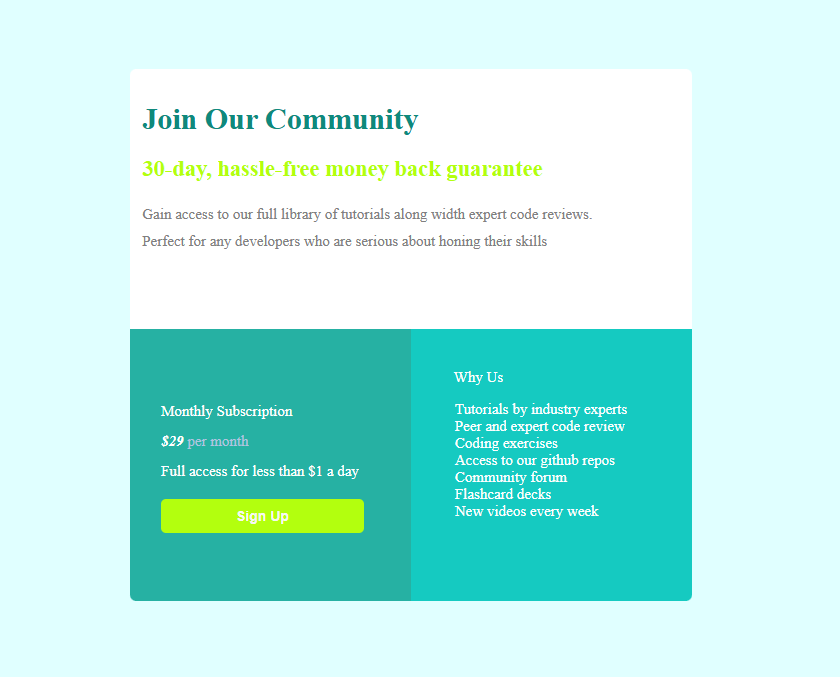 Join Our Community
30-day, hassle-free money back guarantee
Gain access to our full library of tutorials along width expert code reviews.
Perfect for any developers who are serious about honing their skills
Monthly Subscription
$29 per month
Full access for less than $1 a day
Sign Up
Why Us
Tutorials by industry experts
Peer and expert code review
Coding exercises
Access to our github repos
Community forum
Flashcard decks
New videos every week